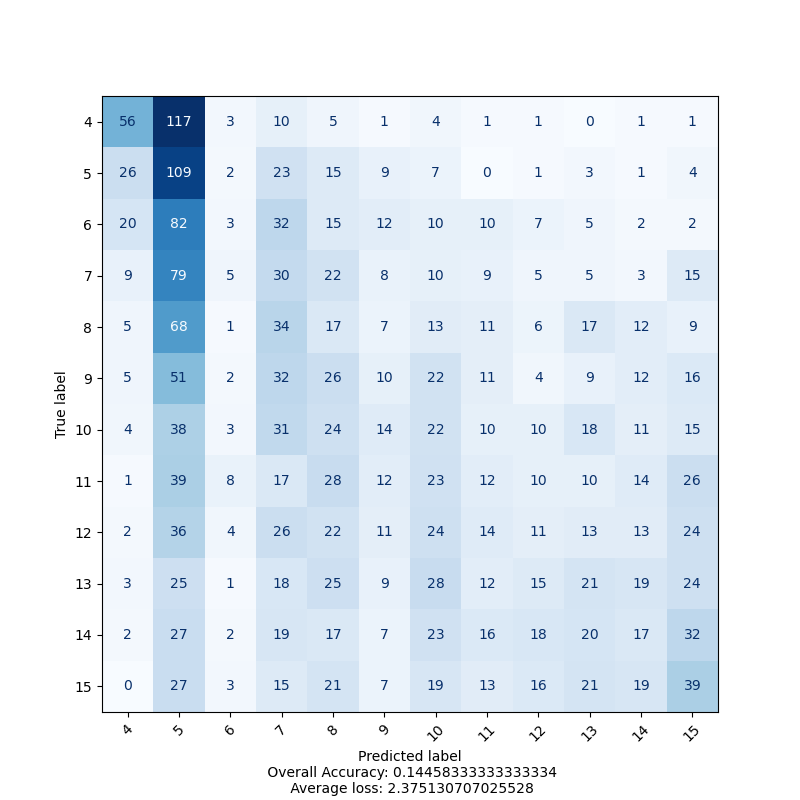 4 56 117 3 10 5 1 4 1 1 0 1 1
5 26 109 2 23 15 9 7 0 1 3 1 4
6 20 82 3 32 15 12 10 10 7 5 2 2
7 9 79 5 30 22 8 10 9 5 5 3 15
8 5 68 1 34 17 7 13 11 6 17 12 9
9 5 51 2 32 26 10 22 11 4 9 12 16
10 4 38 3 31 24 14 22 10 10 18 11 15
11 1 39 8 17 28 12 23 12 10 10 14 26
12 2 36 4 26 22 11 24 14 11 13 13 24
13 3 25 1 18 25 9 28 12 15 21 19 24
14 2 27 2 19 17 7 23 16 18 20 17 32
15 0 27 3 15 21 7 19 13 16 21 19 39
True label
4 5 6 7 8 9 10 11 12 13 14 15
Predicted label
Overall Accuracy: 0.14458333333333334
Average loss: 2.375130707025528